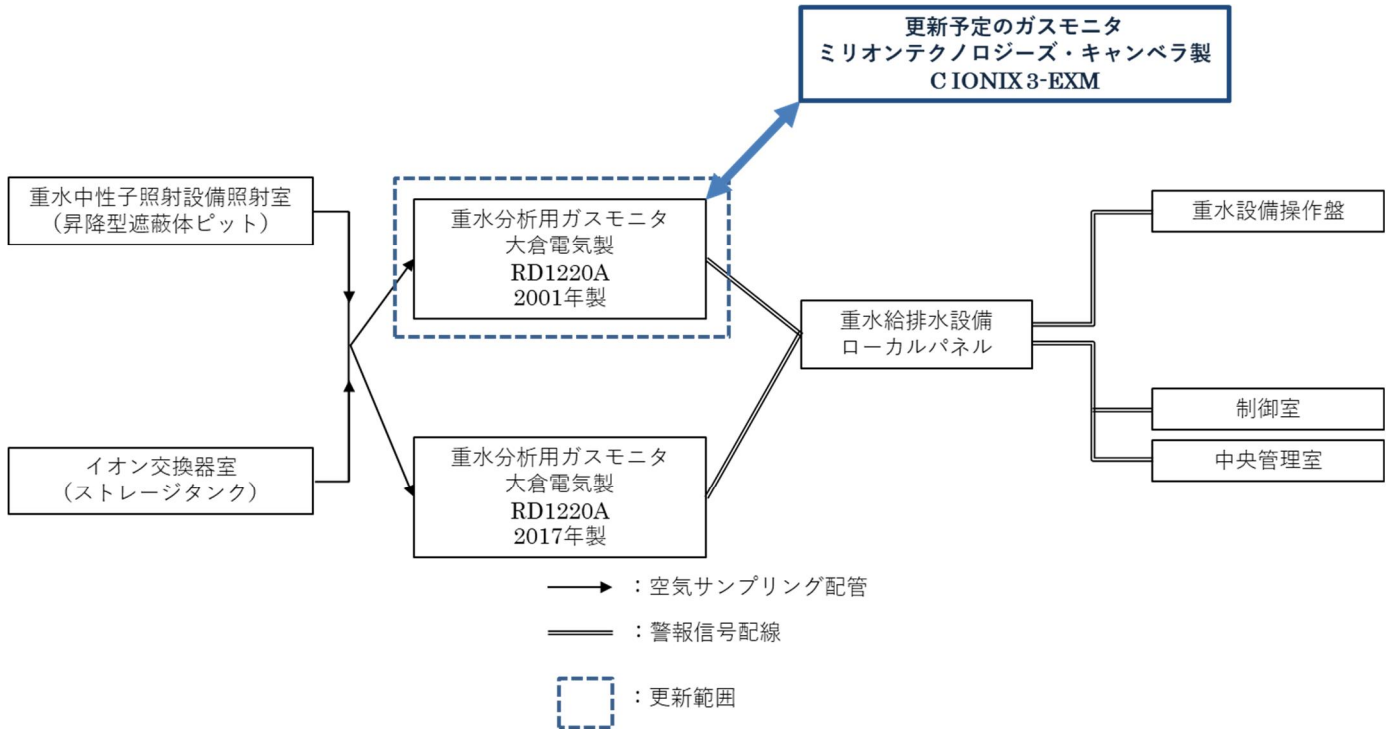 更新予定のガスモニタ
ミリオンテクノロジーズ・キャンベラ製
C IONIX 3-EXM
重水中性子照射設備照射室
（昇降型遮蔽体ピット）
イオン交換器室
（ストレージタンク）
重水分析用ガスモニタ
大倉電気製
RD1220A
2001年製
重水分析用ガスモニタ
大倉電気製
RD1220A
2017年製
重水給排水設備
ローカルパネル
重水設備操作盤
制御室
中央管理室
：空気サンプリング配管
：警報信号配線
：更新範囲